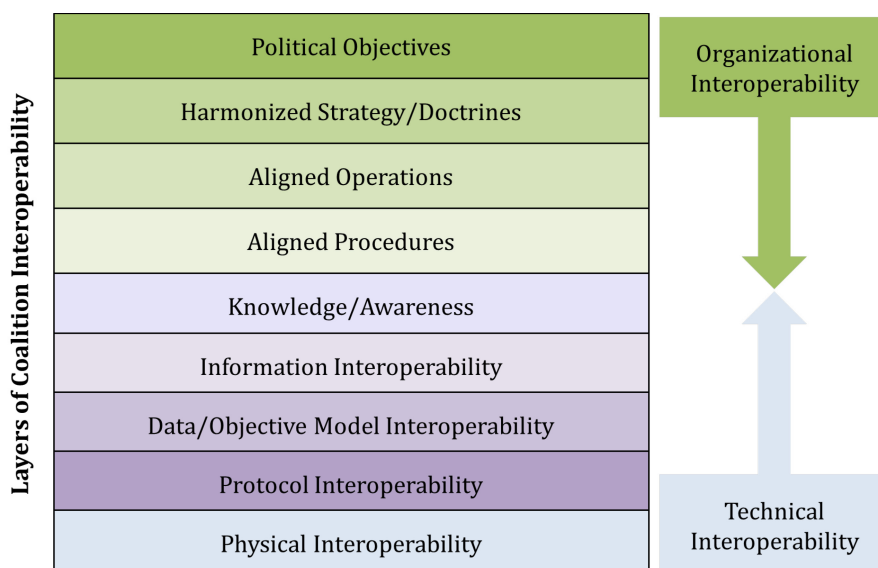 Layers of Coalition Interoperability
Political Objectives
Harmonized Strategy/Doctrines
Aligned Operations
Aligned Procedures
Knowledge/Awareness
Information Interoperability
Data/Objective Model Interoperability
Protocol Interoperability
Physical Interoperability
Organizational
Interoperability
Technical
Interoperability